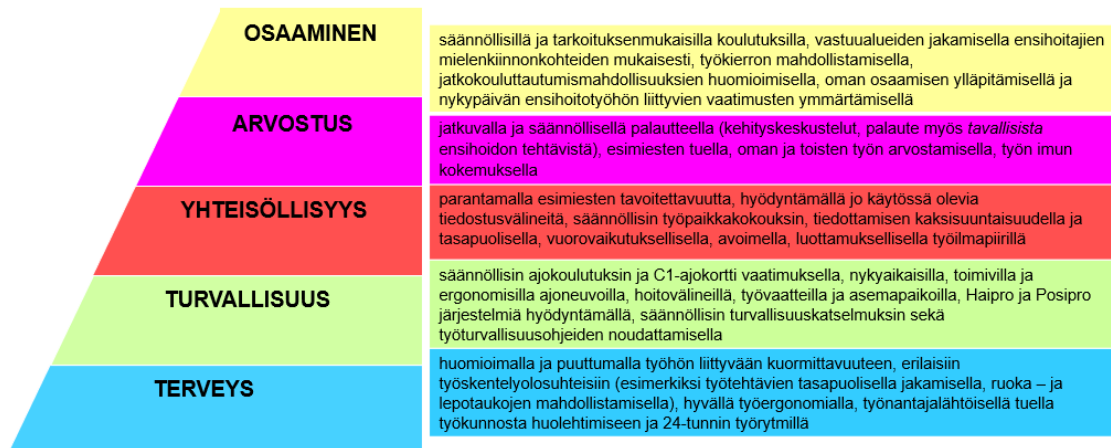 OSAAMINEN
säännöllisillä ja tarkoituksenmukaisilla koulutuksilla, vastuualueiden jakamisella ensihoitajien
mielenkiinnonkohteiden mukaisesti, työkierron mahdollistamisella,
jatkokouluttautumismahdollisuuksien huomioimisella, oman osaamisen ylläpitämisellä ja
nykypäivän ensihoitotyöhön liittyvien vaatimusten ymmärtämisellä
ARVOSTUS
jatkuvalla ja säännöllisellä palautteella (kehityskeskustelut, palaute myös tavallisista
ensihoidon tehtävistä), esimiesten tuella, oman ja toisten työn arvostamisella, työn imun
kokemuksella
YHTEISÖLLISYYS
parantamalla esimiesten tavoitettavuutta, hyödyntämällä jo käytössä olevia
tiedostusvälineitä, säännöllisin työpaikkakokouksin, tiedottamisen kaksisuuntaisuudella ja
tasapuolisella, vuorovaikutuksellisella, avoimella, luottamuksellisella työilmapiirillä
TURVALLISUUS
säännöllisin ajokoulutuksin ja C1-ajokortti vaatimuksella, nykyaikaisilla, toimivilla ja
ergonomisilla ajoneuvoilla, hoitovälineillä, työvaatteilla ja asemapaikoilla, Haipro ja Posipro
järjestelmiä hyödyntämällä, säännöllisin turvallisuuskatselmuksin sekä
työturvallisuusohjeiden noudattamisella
TERVEYS
huomioimalla ja puuttumalla työhön liittyvään kuormittavuuteen, erilaisiin
työskentelyolosuhteisiin (esimerkiksi työtehtävien tasapuolisella jakamisella, ruoka – ja
lepotaukojen mahdollistamisella), hyvällä työergonomialla, työnantajalähtöisellä tuella
työkunnosta huolehtimiseen ja 24-tunnin työrytmillä